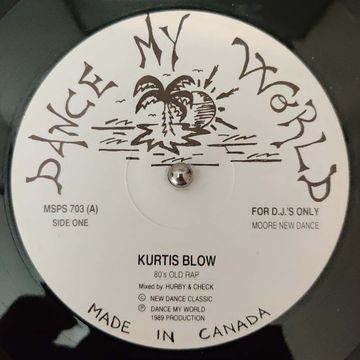 DANCE MY WORLD
MSPS 703 (A)
SIDE ONE
FOR D.J.'S ONLY
MOORE NEW DANCE
KURTIS BLOW
80's OLD RAP
Mixed by: HURBY & CHECK
Ⓒ NEW DANCE CLASSIC
Ⓟ DANCE MY WORLD
1989 PRODUCTION
MADE IN CANADA